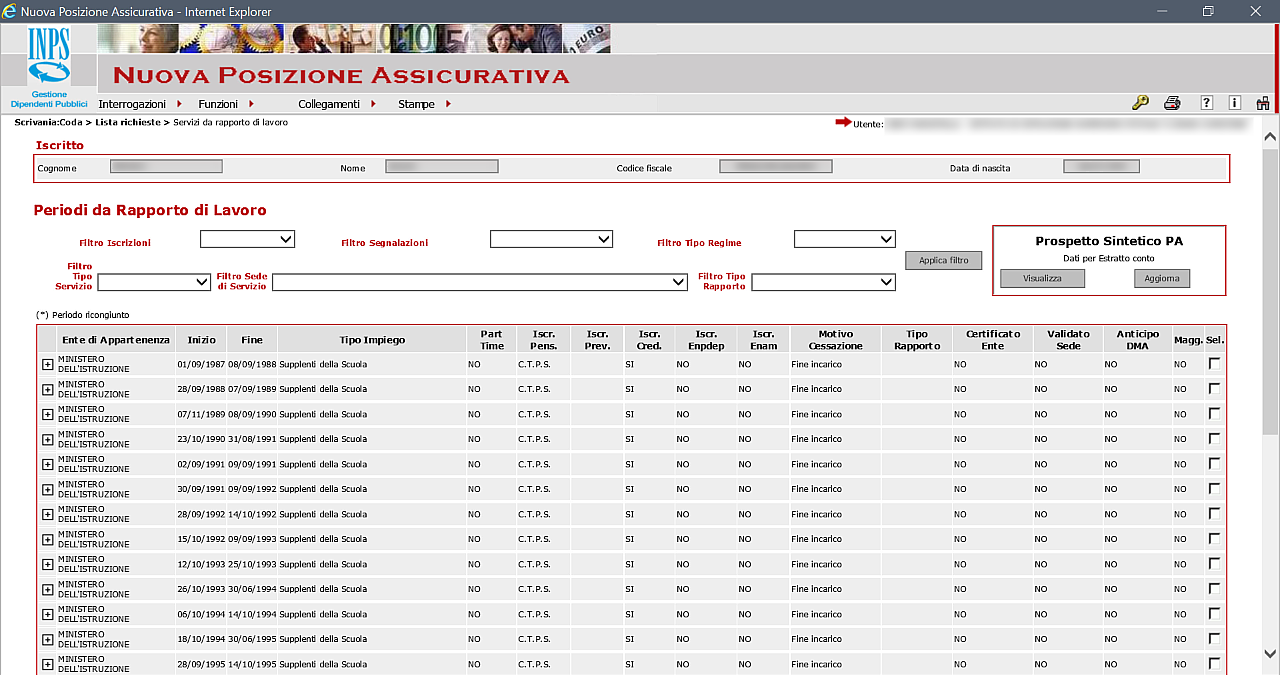 Nuova Posizione Assicurativa - Internet Explorer
INPS
Gestione
Dipendenti Pubblici
NUOVA POSIZIONE ASSICURATIVA
Interrogazioni Funzioni Collegamenti Stampe
Scrivania:Coda > Lista richieste > Servizi da rapporto di lavoro
Utente:
Iscritto
Cognome Nome Codice fiscale Data di nascita
Periodi da Rapporto di Lavoro
Filtro Iscrizioni Filtro Segnalazioni Filtro Tipo Regime
Filtro
Tipo
Servizio
Filtro Sede
di Servizio
Filtro Tipo
Rapporto
Applica filtro
Prospetto Sintetico PA
Dati per Estratto conto
Visualizza Aggiorna
(*) Periodo ricongiunto
Ente di Appartenenza Inizio Fine Tipo Impiego Part Time Iscr. Pens. Iscr. Prev. Iscr. Cred. Iscr. Enpdep Iscr. Enam Motivo Cessazione Tipo Rapporto Certificato Ente Validato Sede Anticipo DMA Magg. Sel.
MINISTERO DELL'ISTRUZIONE 01/09/1987 08/09/1988 Supplenti della Scuola NO C.T.P.S. SI NO NO Fine incarico NO NO NO NO
MINISTERO DELL'ISTRUZIONE 28/09/1988 07/09/1989 Supplenti della Scuola NO C.T.P.S. SI NO NO Fine incarico NO NO NO NO
MINISTERO DELL'ISTRUZIONE 07/11/1989 08/09/1990 Supplenti della Scuola NO C.T.P.S. SI NO NO Fine incarico NO NO NO NO
MINISTERO DELL'ISTRUZIONE 23/10/1990 31/08/1991 Supplenti della Scuola NO C.T.P.S. SI NO NO Fine incarico NO NO NO NO
MINISTERO DELL'ISTRUZIONE 02/09/1991 09/09/1991 Supplenti della Scuola NO C.T.P.S. SI NO NO Fine incarico NO NO NO NO
MINISTERO DELL'ISTRUZIONE 30/09/1991 09/09/1992 Supplenti della Scuola NO C.T.P.S. SI NO NO Fine incarico NO NO NO NO
MINISTERO DELL'ISTRUZIONE 28/09/1992 14/10/1992 Supplenti della Scuola NO C.T.P.S. SI NO NO Fine incarico NO NO NO NO
MINISTERO DELL'ISTRUZIONE 15/10/1992 09/09/1993 Supplenti della Scuola NO C.T.P.S. SI NO NO Fine incarico NO NO NO NO
MINISTERO DELL'ISTRUZIONE 12/10/1993 25/10/1993 Supplenti della Scuola NO C.T.P.S. SI NO NO Fine incarico NO NO NO NO
MINISTERO DELL'ISTRUZIONE 26/10/1993 30/06/1994 Supplenti della Scuola NO C.T.P.S. SI NO NO Fine incarico NO NO NO NO
MINISTERO DELL'ISTRUZIONE 06/10/1994 14/10/1994 Supplenti della Scuola NO C.T.P.S. SI NO NO Fine incarico NO NO NO NO
MINISTERO DELL'ISTRUZIONE 18/10/1994 30/06/1995 Supplenti della Scuola NO C.T.P.S. SI NO NO Fine incarico NO NO NO NO
MINISTERO DELL'ISTRUZIONE 28/09/1995 14/10/1995 Supplenti della Scuola NO C.T.P.S. SI NO NO Fine incarico NO NO NO NO